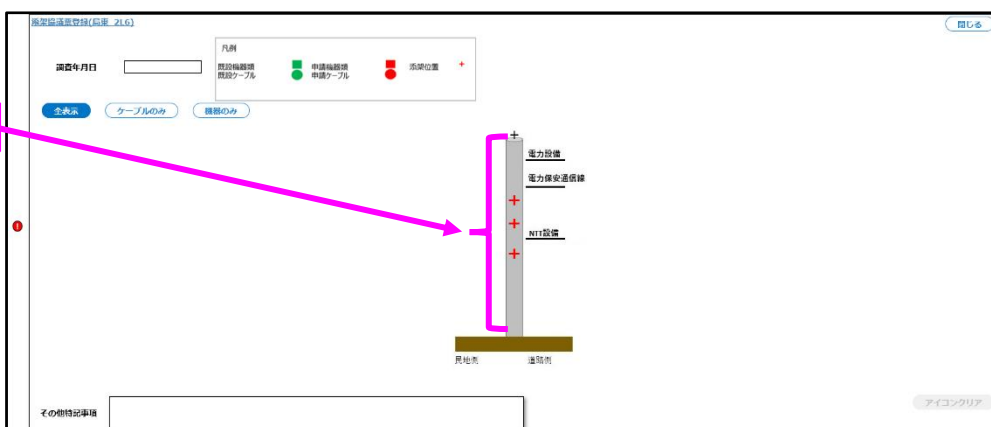 添架協議票登録(局東 2L6)
閉じる
凡例
調査年月日
既設機器類
既設ケーブル
申請機器類
申請ケーブル
添架位置
全表示
ケーブルのみ
機器のみ
電力設備
電力保安通信線
NTT設備
民地側
道路側
その他特記事項
アイコンクリア